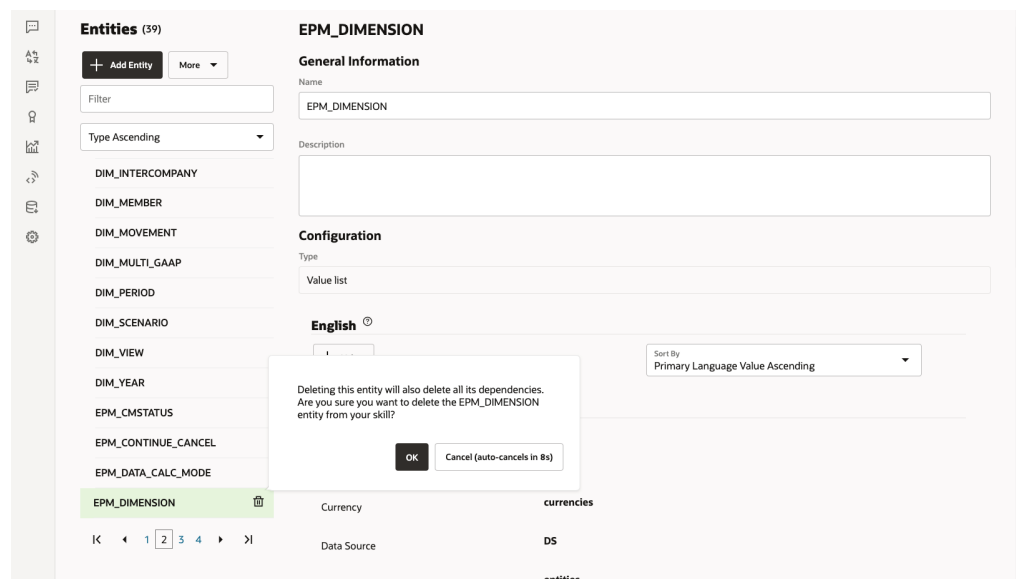 Entities (39)
Add Entity
More
Filter
Type Ascending
DIM_INTERCOMPANY
DIM_MEMBER
DIM_MOVEMENT
DIM_MULTI_GAAP
DIM_PERIOD
DIM_SCENARIO
DIM_VIEW
DIM_YEAR
EPM_CMSTATUS
EPM_CONTINUE_CANCEL
EPM_DATA_CALC_MODE
EPM_DIMENSION
1 2 3 4
EPM_DIMENSION
General Information
Name
EPM_DIMENSION
Description
Configuration
Type
Value list
English
Sort By
Primary Language Value Ascending
Deleting this entity will also delete all its dependencies.
Are you sure you want to delete the EPM_DIMENSION
entity from your skill?
OK
Cancel (auto-cancels in 8s)
Currency
currencies
Data Source
DS
entities